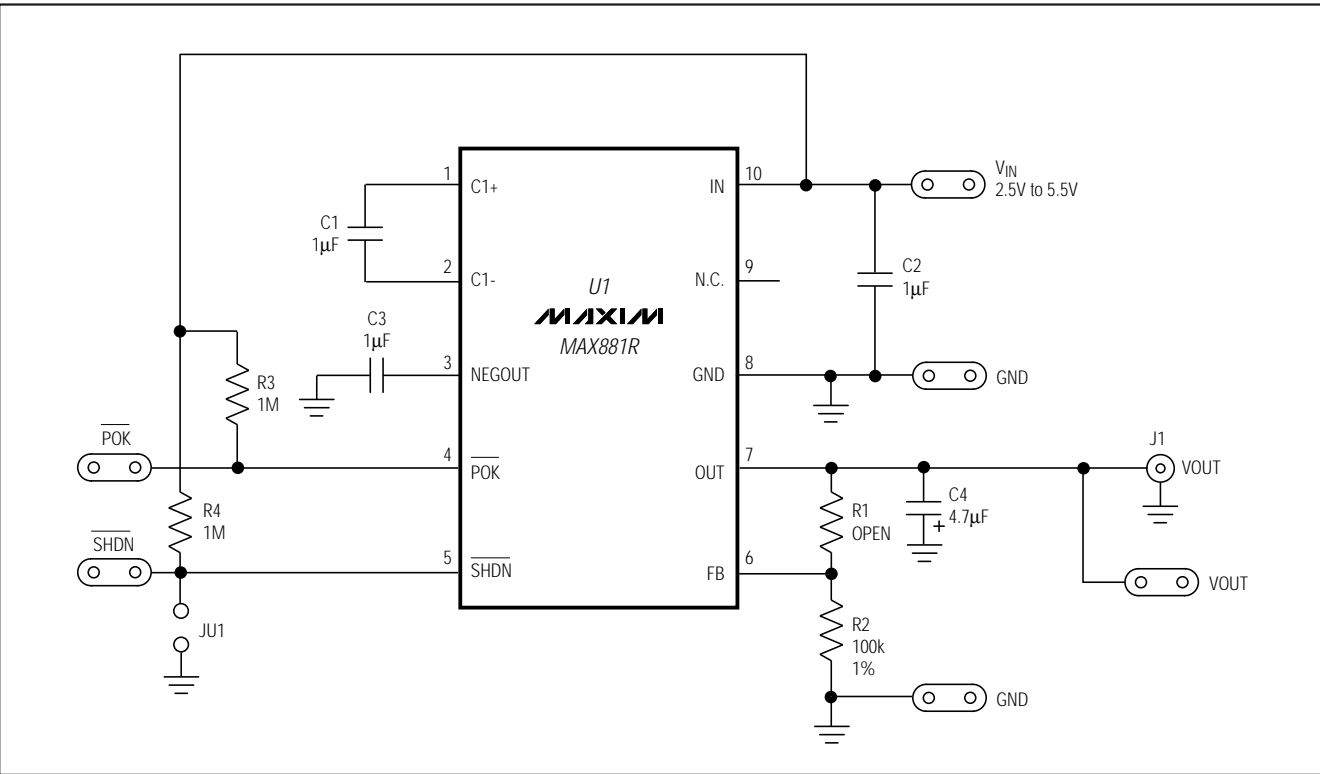 VIN
2.5V to 5.5V
1
C1+
10
IN
C1
1μF
2
C1-
9
N.C.
C2
1μF
U1
MAXIM
MAX881R
C3
1μF
3
NEGOUT
8
GND
GND
R3
1M
POK
4
POK
7
OUT
J1
VOUT
R4
1M
R1
OPEN
C4
4.7μF
+
SHDN
5
SHDN
6
FB
VOUT
JU1
R2
100k
1%
GND